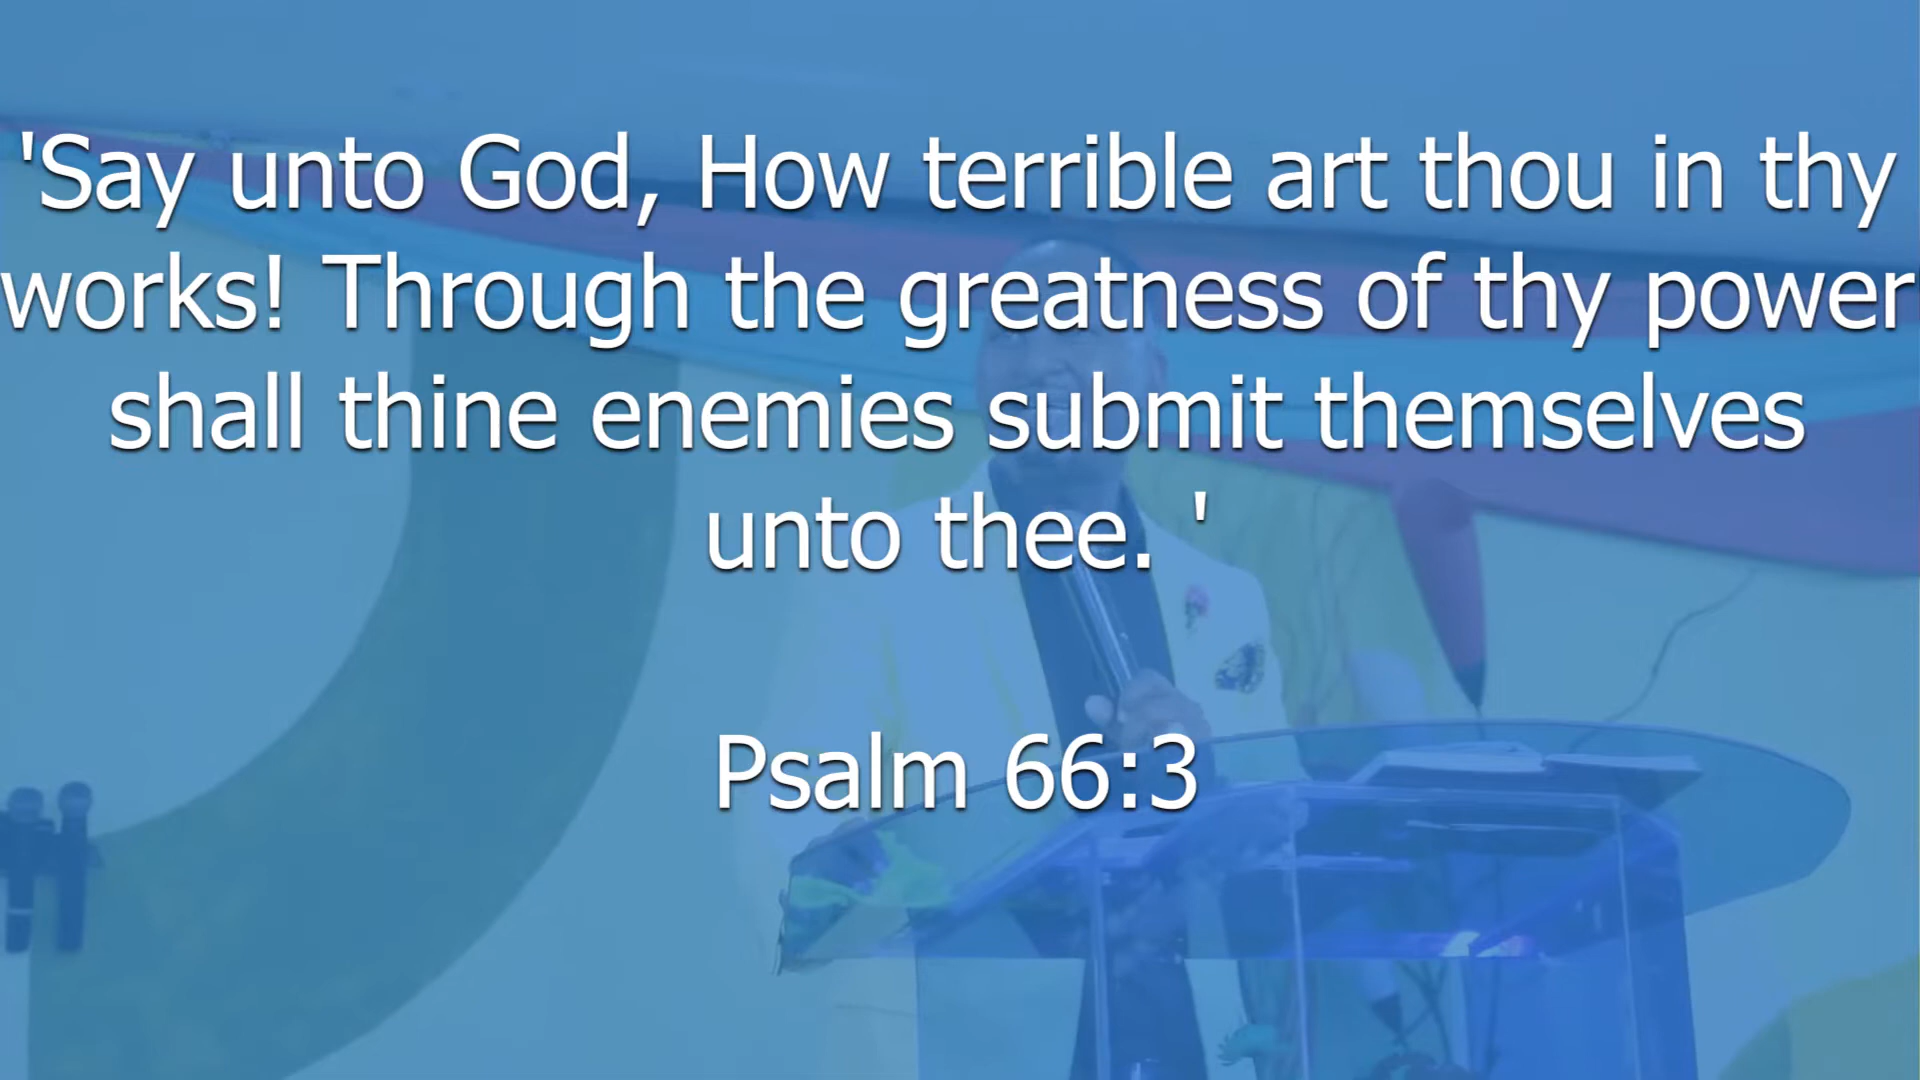 'Say unto God, How terrible art thou in thy
works! Through the greatness of thy power
shall thine enemies submit themselves
unto thee. '
Psalm 66:3